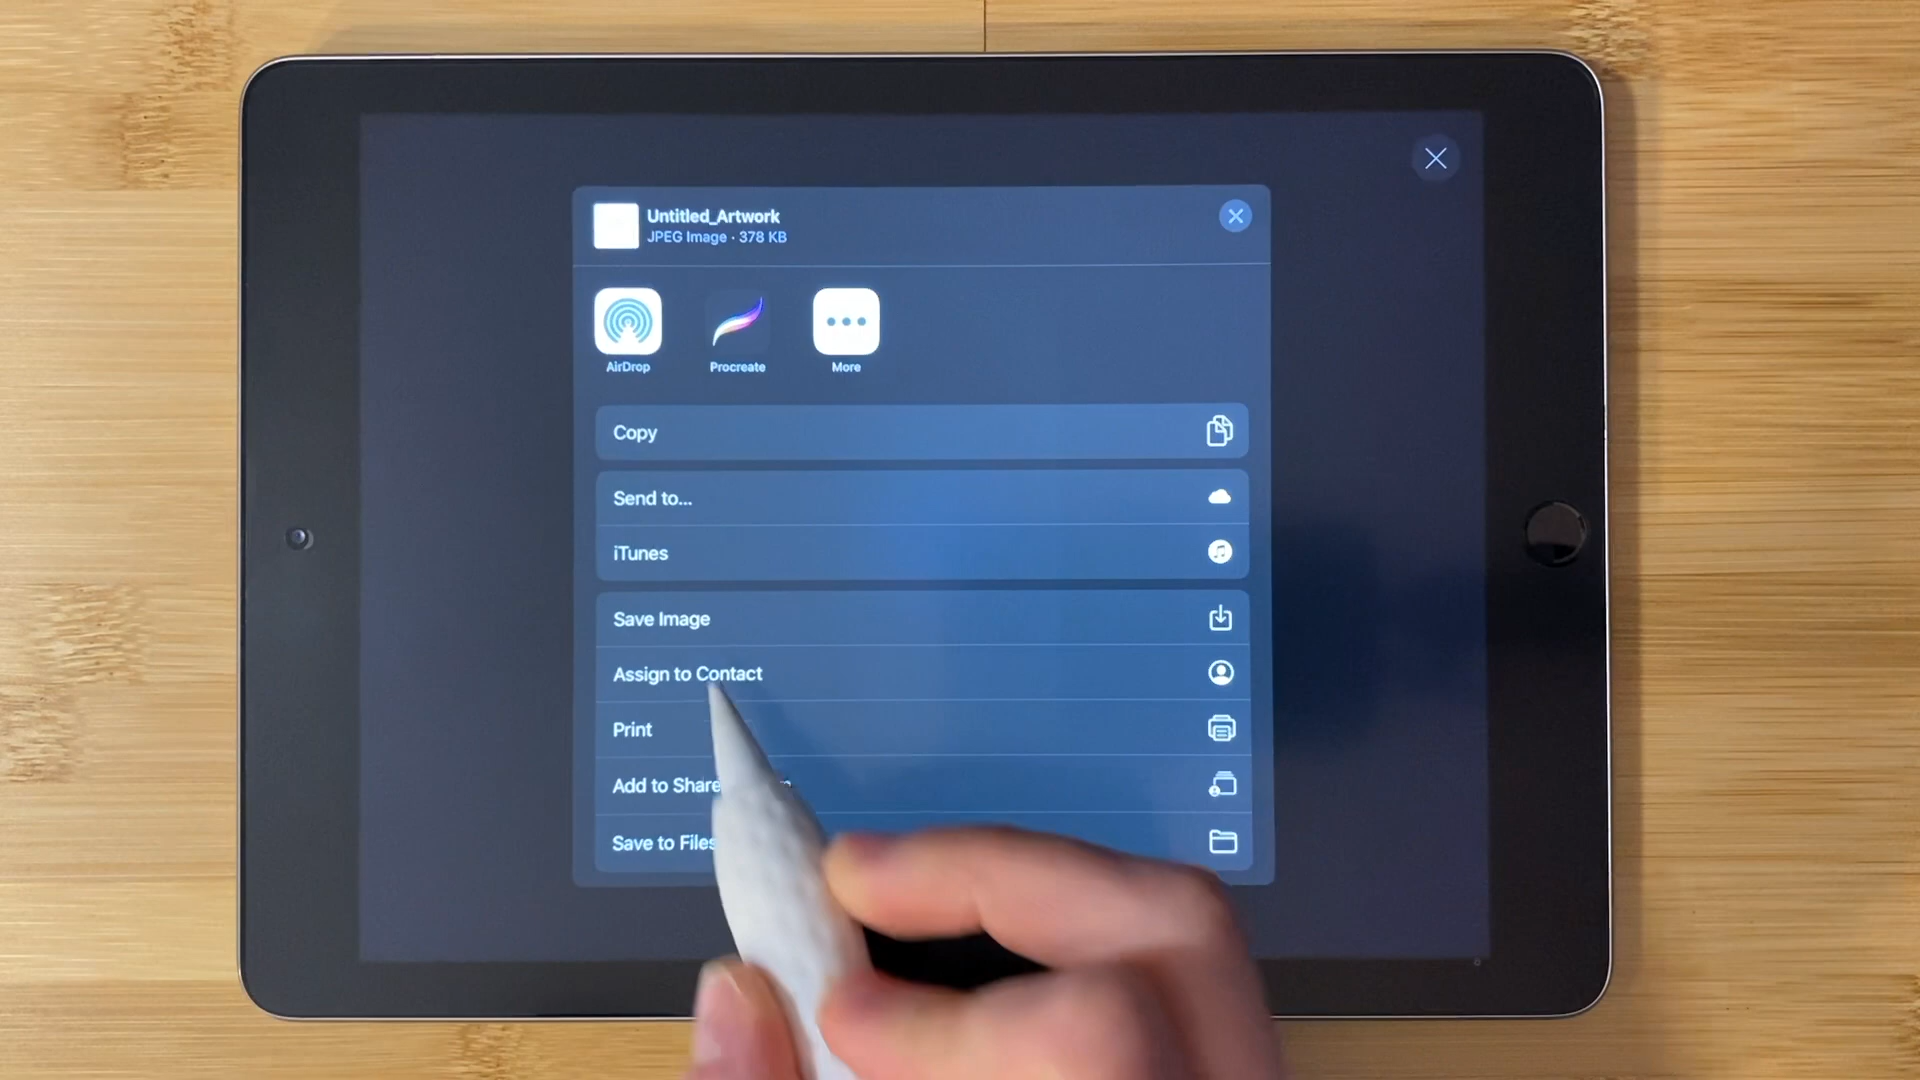 Untitled_Artwork
JPEG Image · 378 KB
AirDrop
Procreate
More
Copy
Send to...
iTunes
Save Image
Assign to Contact
Print
Add to Share
Save to Files